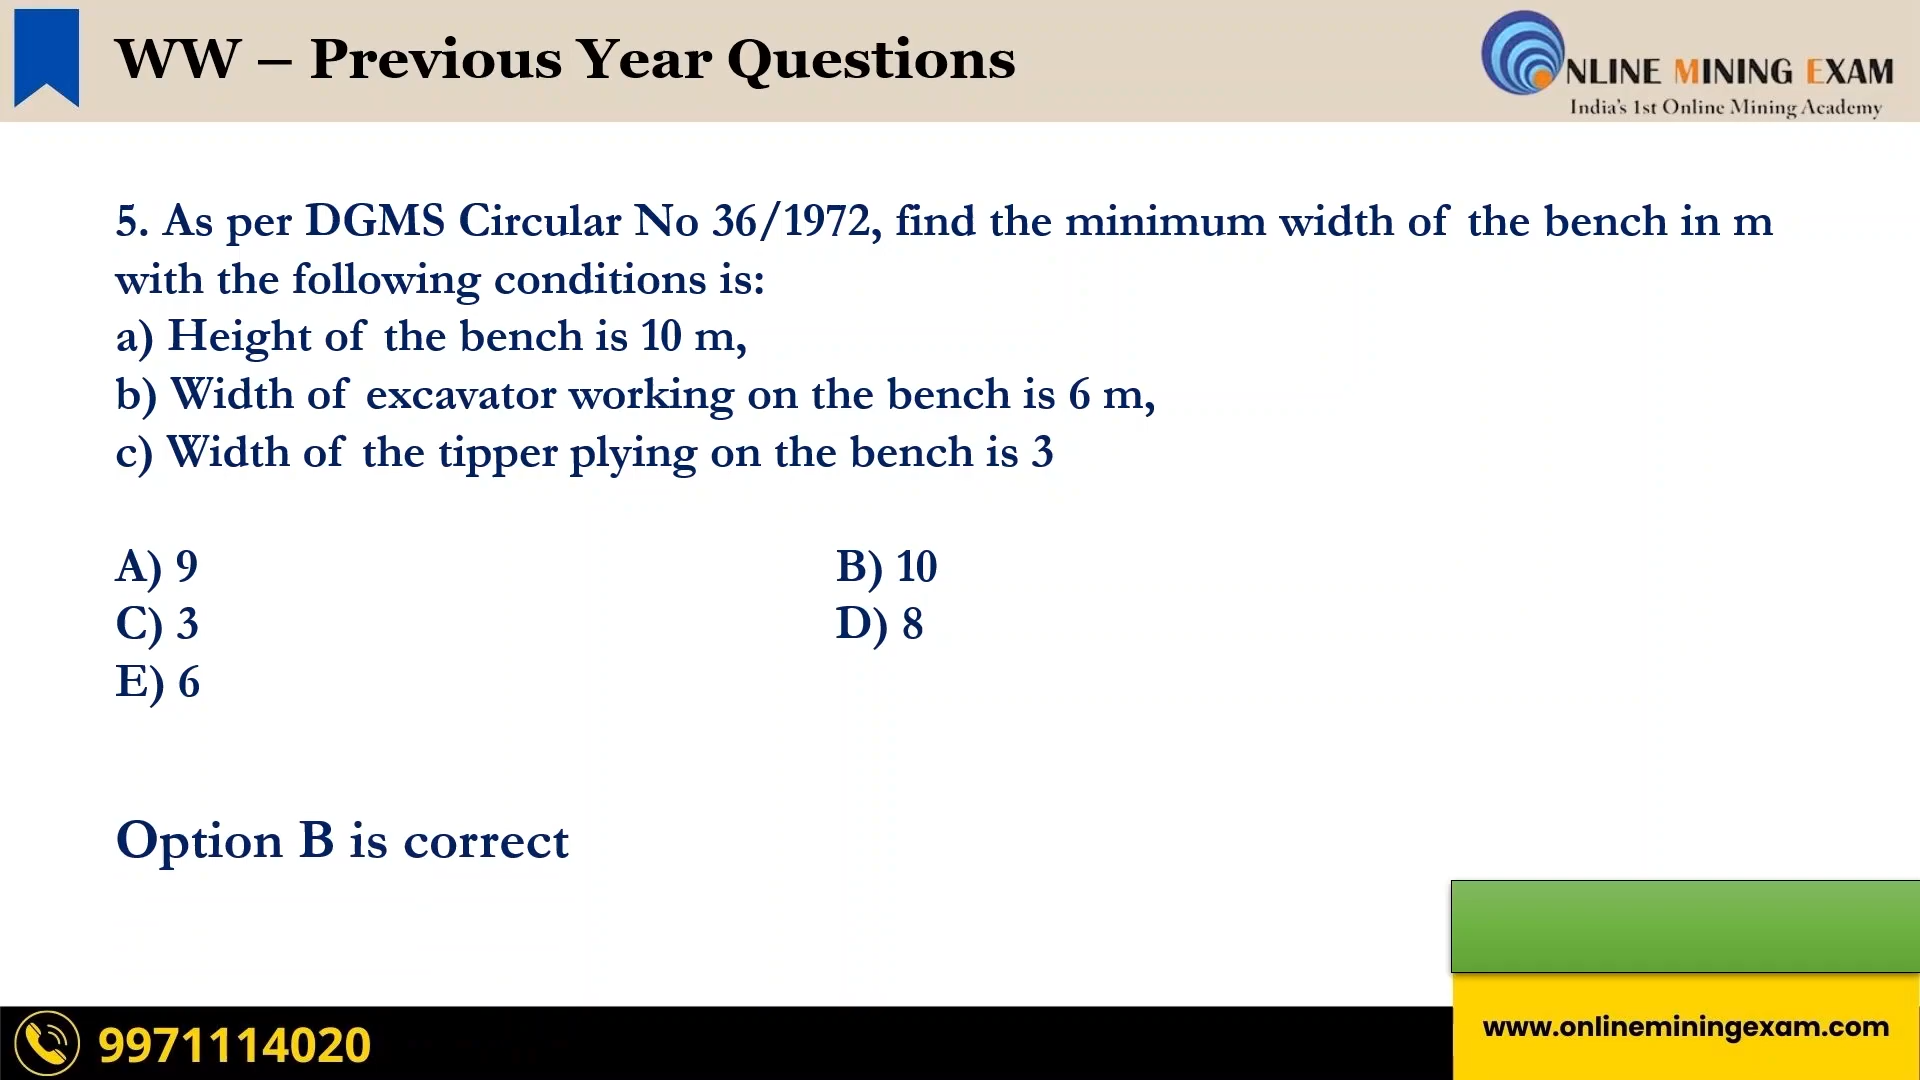 WW – Previous Year Questions
NLINE MINING EXAM
India's 1st Online Mining Academy
5. As per DGMS Circular No 36/1972, find the minimum width of the bench in m
with the following conditions is:
a) Height of the bench is 10 m,
b) Width of excavator working on the bench is 6 m,
c) Width of the tipper plying on the bench is 3
A) 9 B) 10
C) 3 D) 8
E) 6
Option B is correct
9971114020
www.onlineminingexam.com